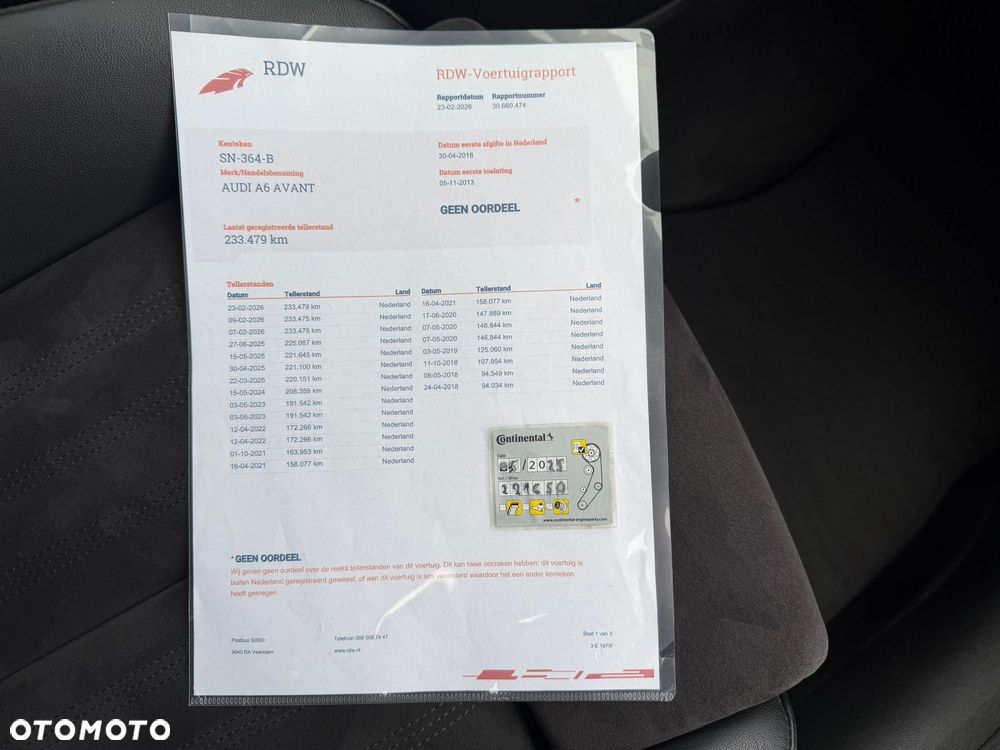 RDW
RDW-Voertuigrapport
Rapportdatum Rapportnummer
23-02-2026 30.660.474
Kenteken
SN-364-B
Merk/Handelsbenaming
AUDI A6 AVANT
Datum eerste afgifte in Nederland
30-04-2018
Datum eerste toelating
05-11-2013
GEEN OORDEEL *
Laatst geregistreerde tellerstand
233.479 km
Tellerstanden
Datum Tellerstand Land
23-02-2026 233.479 km Nederland
09-02-2026 233.475 km Nederland
07-02-2026 233.475 km Nederland
27-06-2025 225.087 km Nederland
15-05-2025 221.645 km Nederland
30-04-2025 221.100 km Nederland
22-03-2025 220.151 km Nederland
15-05-2024 208.359 km Nederland
03-05-2023 191.542 km Nederland
03-05-2023 191.542 km Nederland
12-04-2022 172.266 km Nederland
12-04-2022 172.266 km Nederland
01-10-2021 163.953 km Nederland
16-04-2021 158.077 km Nederland
Datum Tellerstand Land
16-04-2021 158.077 km Nederland
17-06-2020 147.889 km Nederland
07-05-2020 146.844 km Nederland
07-05-2020 146.844 km Nederland
03-05-2019 125.060 km Nederland
11-10-2018 107.954 km Nederland
08-05-2018 94.549 km Nederland
24-04-2018 94.034 km Nederland
Continental
Date
05/2025
Km / Miles
221650
www.continental-engineparts.com
* GEEN OORDEEL
Wij geven geen oordeel over de reeks tellerstanden van dit voertuig. Dit kan twee oorzaken hebben: dit voertuig is
buiten Nederland geregistreerd geweest, of aan dit voertuig is iets veranderd waardoor het een ander kenteken
heeft gekregen.
Postbus 30000
9640 RA Veendam
Telefoon 088 008 74 47
www.rdw.nl
Blad 1 van 3
OTOMOTO